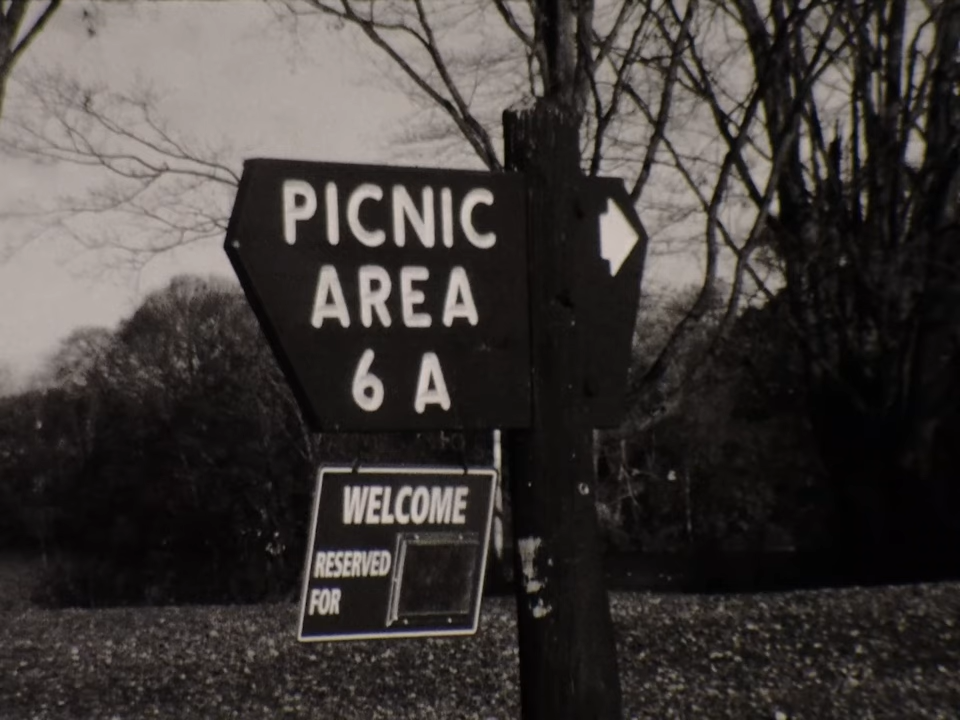 PICNIC
AREA
6 A
WELCOME
RESERVED
FOR